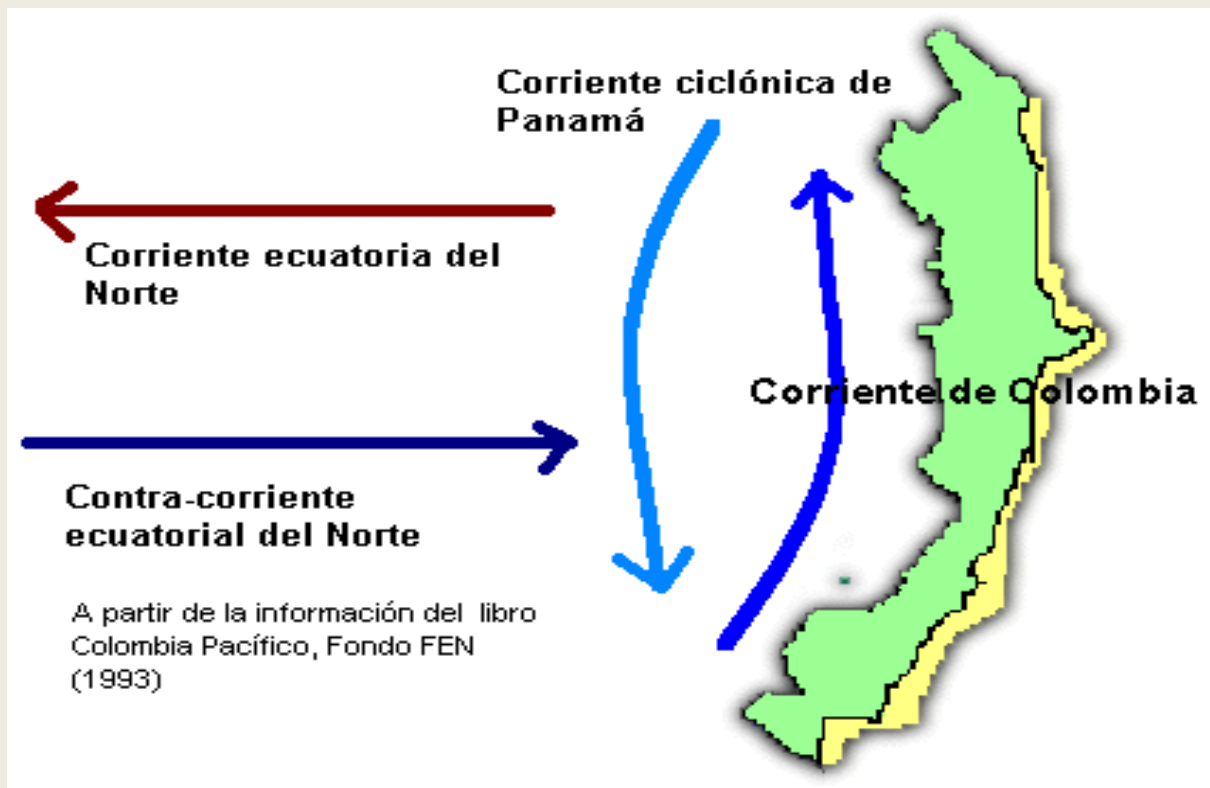 Corriente ciclónica de
Panamá
Corriente ecuatoria del
Norte
Corriente de Colombia
Contra-corriente
ecuatorial del Norte
A partir de la información del libro
Colombia Pacífico, Fondo FEN
(1993)